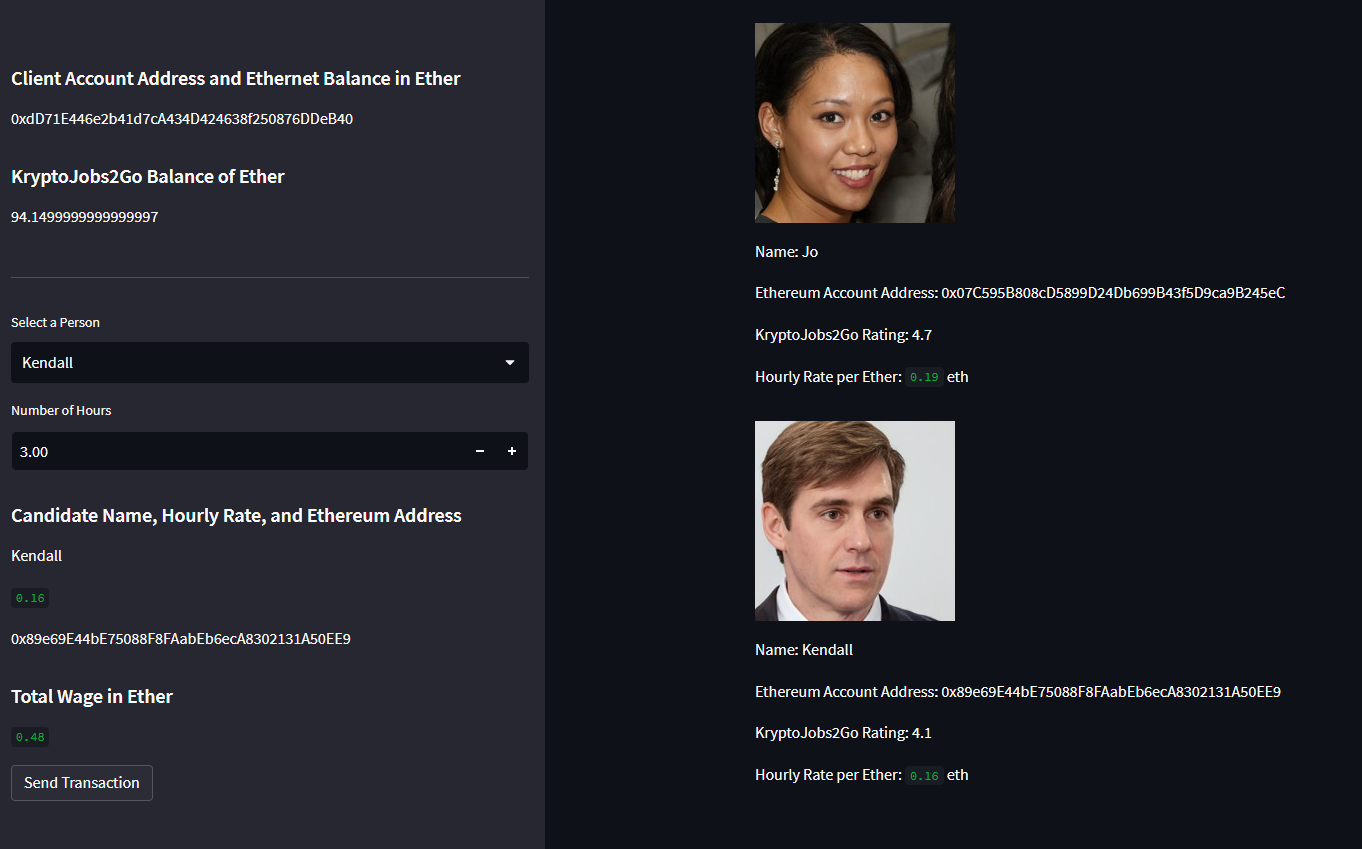 Client Account Address and Ethernet Balance in Ether
0xdD71E446e2b41d7cA434D424638f250876DDeB40
KryptoJobs2Go Balance of Ether
94.1499999999999997
Select a Person
Kendall
Number of Hours
3.00
Candidate Name, Hourly Rate, and Ethereum Address
Kendall
0.16
0x89e69E44bE75088F8FAabEb6ecA8302131A50EE9
Total Wage in Ether
0.48
Send Transaction
Name: Jo
Ethereum Account Address: 0x07C595B808cD5899D24Db699B43f5D9ca9B245eC
KryptoJobs2Go Rating: 4.7
Hourly Rate per Ether: 0.19 eth
Name: Kendall
Ethereum Account Address: 0x89e69E44bE75088F8FAabEb6ecA8302131A50EE9
KryptoJobs2Go Rating: 4.1
Hourly Rate per Ether: 0.16 eth